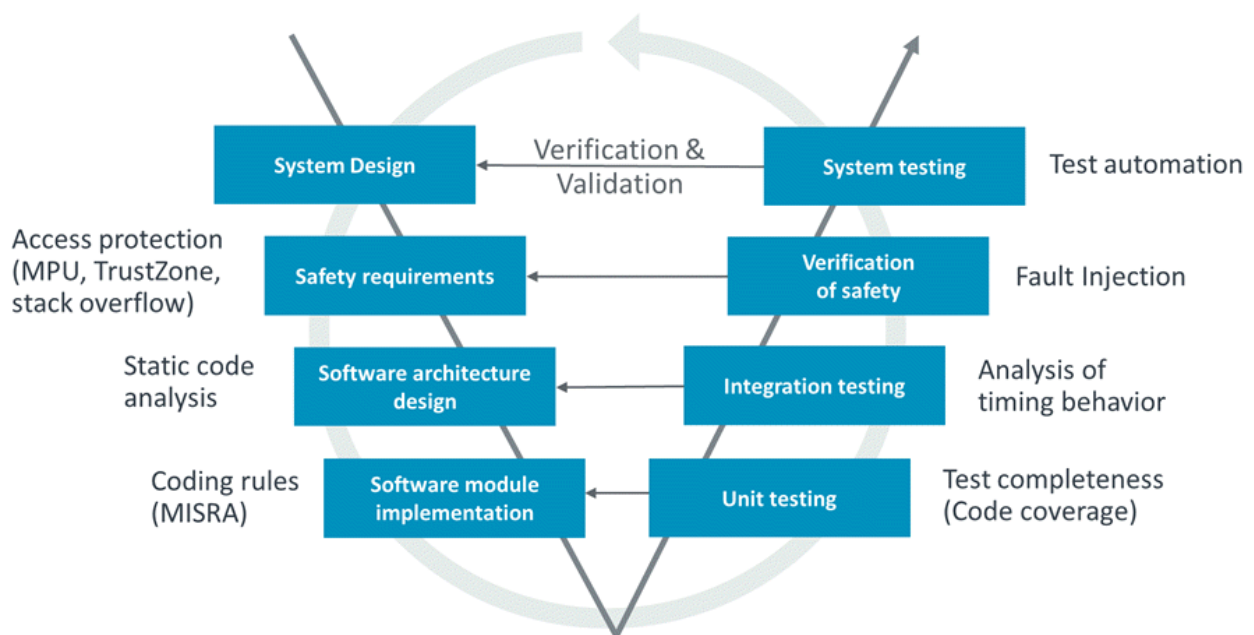 System Design
Verification &
Validation
System testing
Test automation
Access protection
(MPU, TrustZone,
stack overflow)
Safety requirements
Verification
of safety
Fault Injection
Static code
analysis
Software architecture
design
Integration testing
Analysis of
timing behavior
Coding rules
(MISRA)
Software module
implementation
Unit testing
Test completeness
(Code coverage)